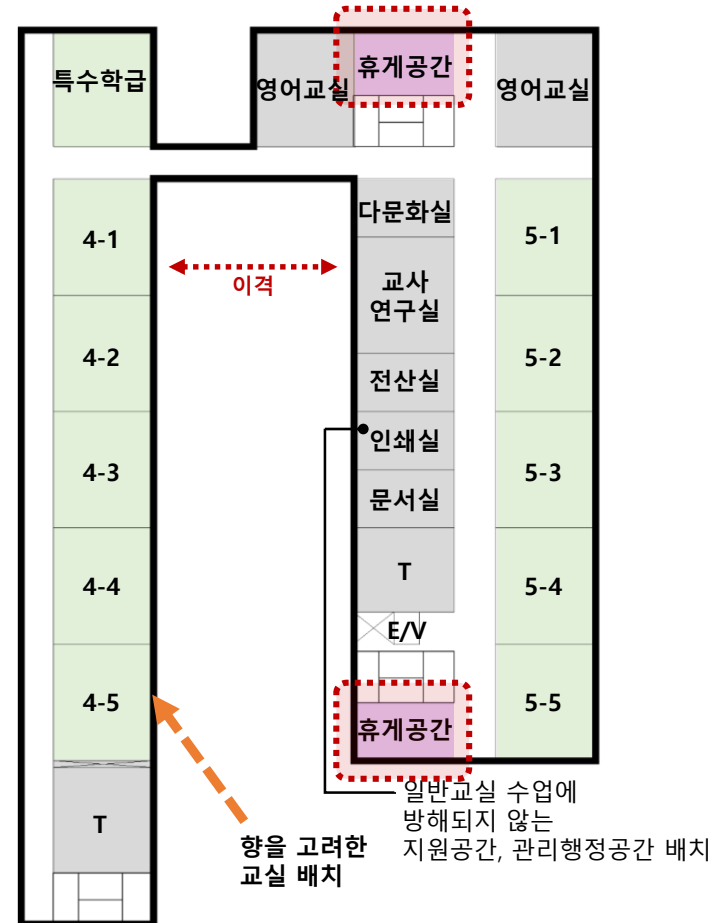 특수학급
영어교실
휴게공간
영어교실
4-1
4-2
4-3
4-4
4-5
T
이격
다문화실
교사
연구실
전산실
인쇄실
문서실
T
E/V
휴게공간
5-1
5-2
5-3
5-4
5-5
일반교실 수업에
방해되지 않는
지원공간, 관리행정공간 배치
향을 고려한
교실 배치